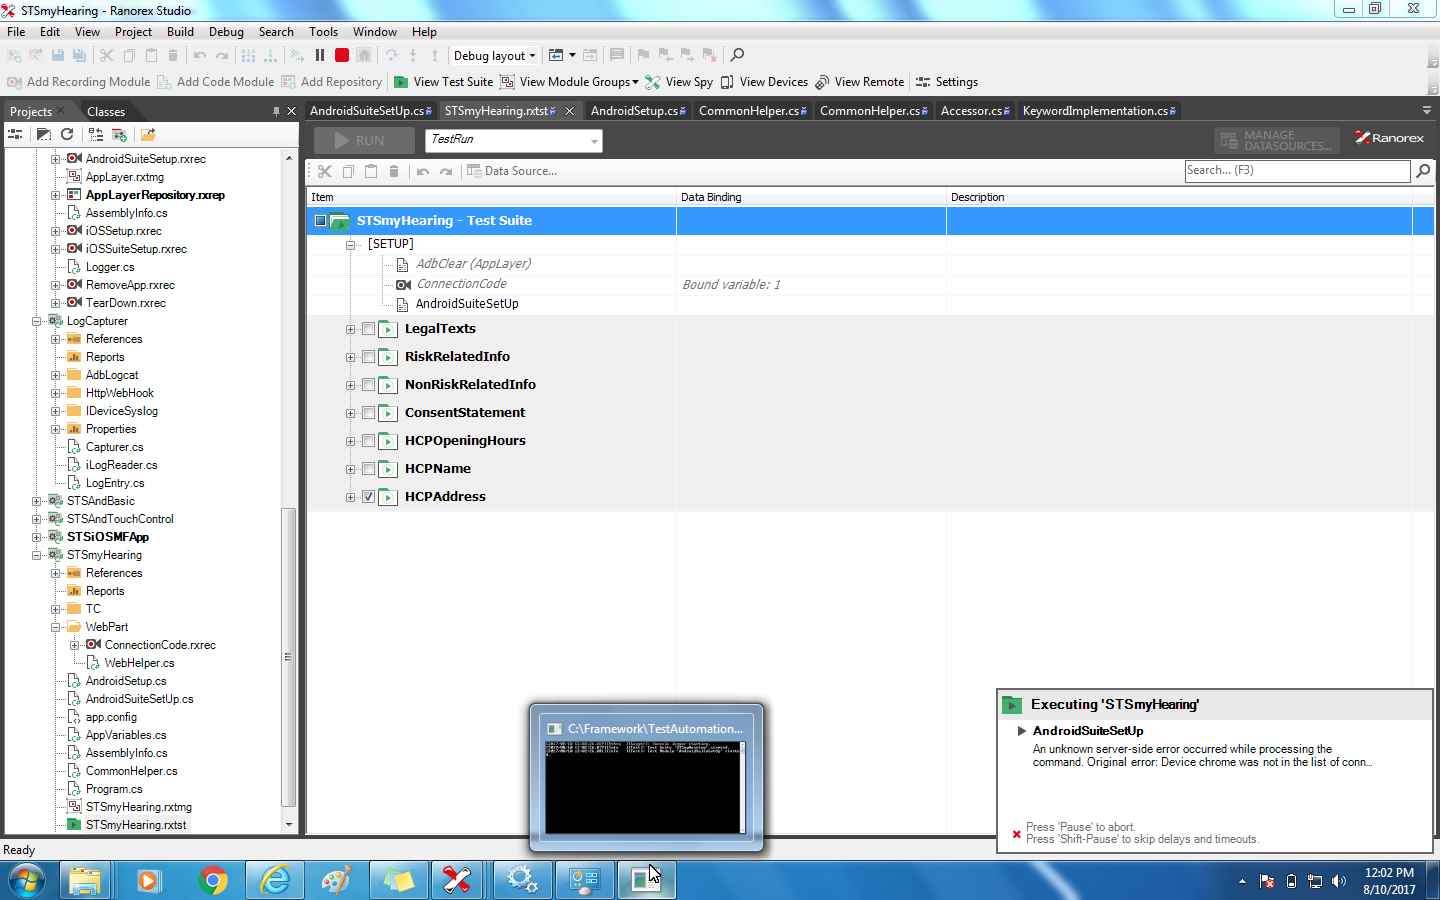 STSmyHearing - Ranorex Studio
File Edit View Project Build Debug Search Tools Window Help
Debug layout
Add Recording Module Add Code Module Add Repository View Test Suite View Module Groups View Spy View Devices View Remote Settings
Projects Classes
AndroidSuiteSetUp.cs STSmyHearing.rxtst AndroidSetup.cs CommonHelper.cs CommonHelper.cs Accessor.cs KeywordImplementation.cs
RUN TestRun MANAGE DATASOURCES... Ranorex
Data Source... Search... (F3)
Item Data Binding Description
STSmyHearing - Test Suite
[SETUP]
AdbClear (AppLayer)
ConnectionCode Bound variable: 1
AndroidSuiteSetUp
LegalTexts
RiskRelatedInfo
NonRiskRelatedInfo
ConsentStatement
HCPOpeningHours
HCPName
HCPAddress
AndroidSuiteSetup.rxrec
AppLayer.rxtmg
AppLayerRepository.rxrep
AssemblyInfo.cs
iOSSetup.rxrec
iOSSuiteSetup.rxrec
Logger.cs
RemoveApp.rxrec
TearDown.rxrec
LogCapturer
References
Reports
AdbLogcat
HttpWebHook
IDeviceSyslog
Properties
Capturer.cs
iLogReader.cs
LogEntry.cs
STSAndBasic
STSAndTouchControl
STSiOSMFApp
STSmyHearing
References
Reports
TC
WebPart
ConnectionCode.rxrec
WebHelper.cs
AndroidSetup.cs
AndroidSuiteSetUp.cs
app.config
AppVariables.cs
AssemblyInfo.cs
CommonHelper.cs
Program.cs
STSmyHearing.rxtmg
STSmyHearing.rxtst
C:\Framework\TestAutomation...
Executing 'STSmyHearing'
AndroidSuiteSetUp
An unknown server-side error occurred while processing the
command. Original error: Device chrome was not in the list of conn...
Press 'Pause' to abort.
Press 'Shift-Pause' to skip delays and timeouts.
Ready
12:02 PM
8/10/2017